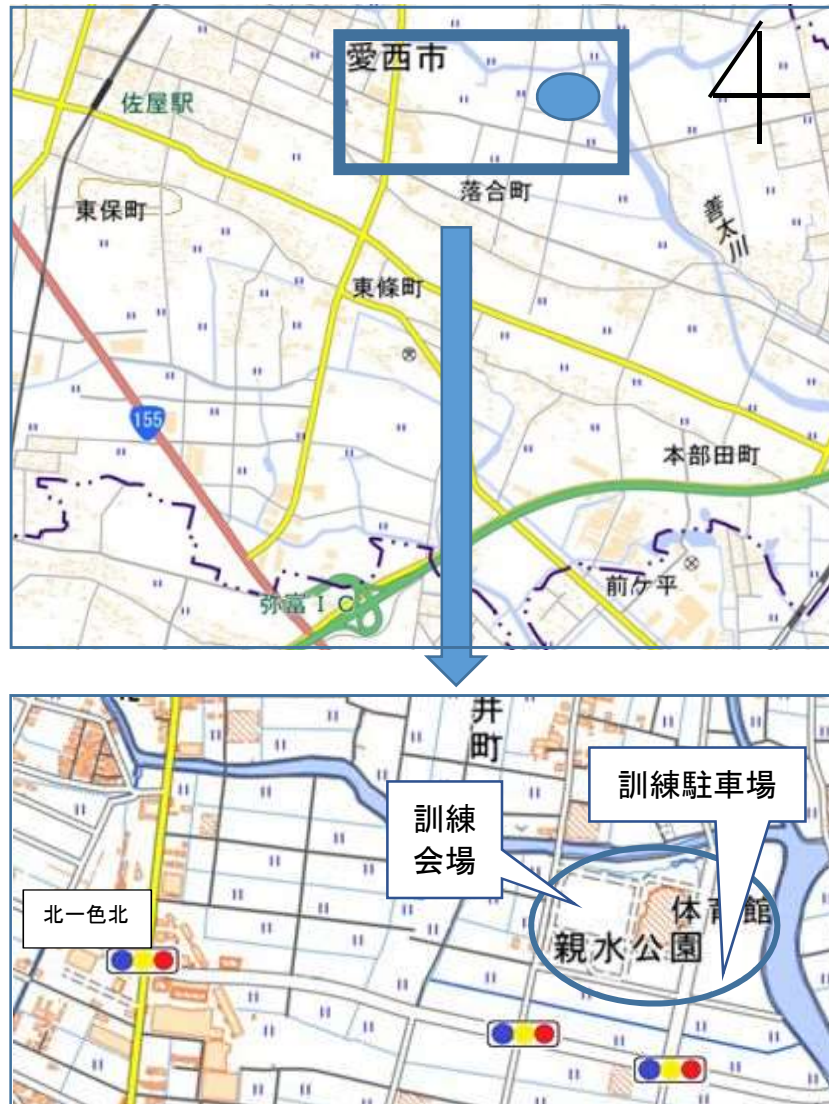 愛西市
佐屋駅
東保町
落合町
善太川
東條町
155
本部田町
弥富IC
前ケ平
井町
訓練駐車場
訓練
会場
北一色北
体育館
親水公園